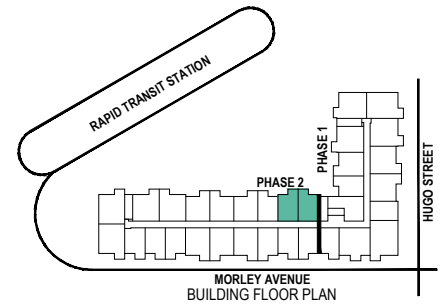 RAPID TRANSIT STATION
PHASE 1
PHASE 2
HUGO STREET
MORLEY AVENUE
BUILDING FLOOR PLAN